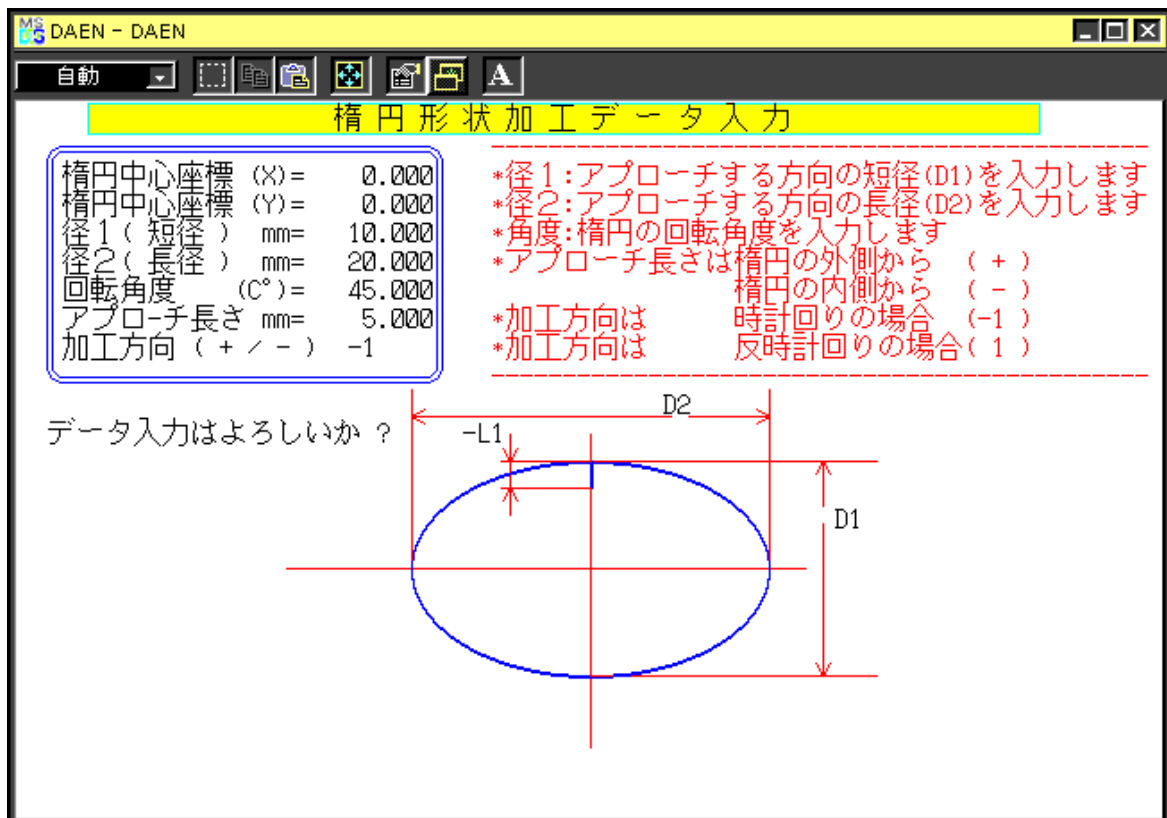 DAEN - DAEN
自動
A
楕円形状加工データ入力
楕円中心座標 (X)= 0.000
楕円中心座標 (Y)= 0.000
径1( 短径 ) mm= 10.000
径2( 長径 ) mm= 20.000
回転角度 (C°)= 45.000
アプローチ長さ mm= 5.000
加工方向 ( + / - ) -1
*径1:アプローチする方向の短径(D1)を入力します
*径2:アプローチする方向の長径(D2)を入力します
*角度:楕円の回転角度を入力します
*アプローチ長さは楕円の外側から ( + )
楕円の内側から ( - )
*加工方向は 時計回りの場合 (-1 )
*加工方向は 反時計回りの場合( 1 )
データ入力はよろしいか ?
D2
-L1
D1